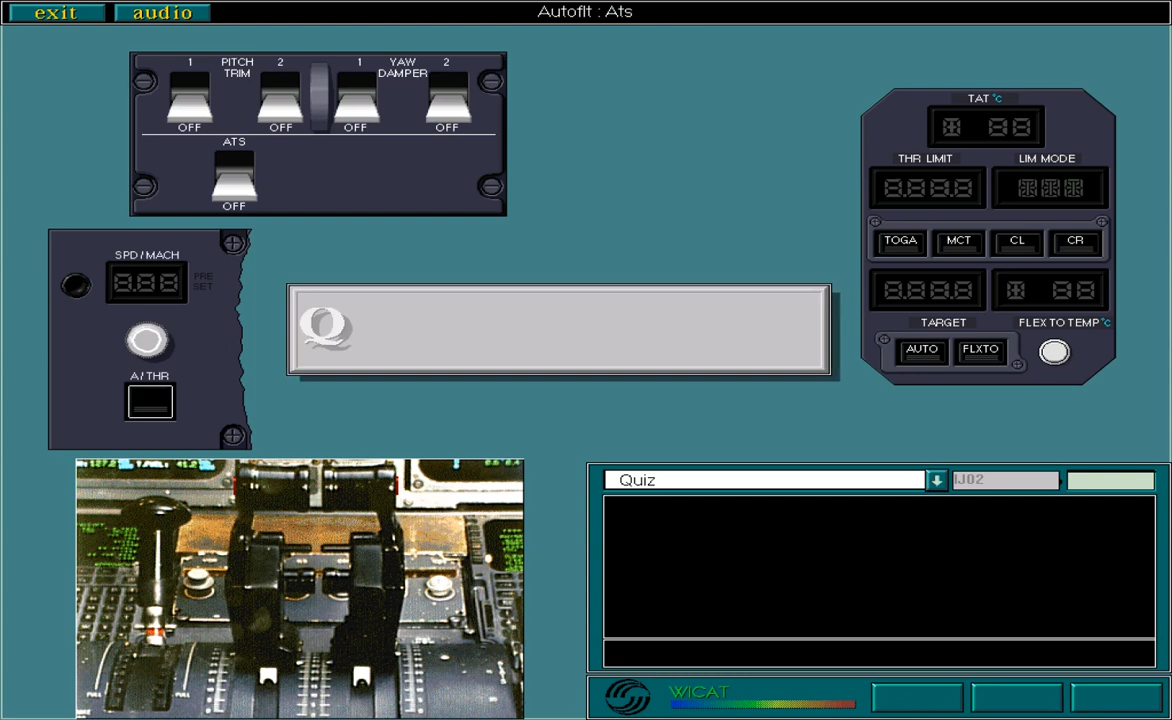 exit audio Autoflt : Ats
1 PITCH TRIM 2 1 YAW DAMPER 2
OFF OFF OFF OFF
ATS
OFF
TAT °C
THR LIMIT LIM MODE
TOGA MCT CL CR
TARGET FLEX TO TEMP °C
AUTO FLXTO
SPD/MACH
PRE SET
A/THR
Q
Quiz IJ02
WICAT